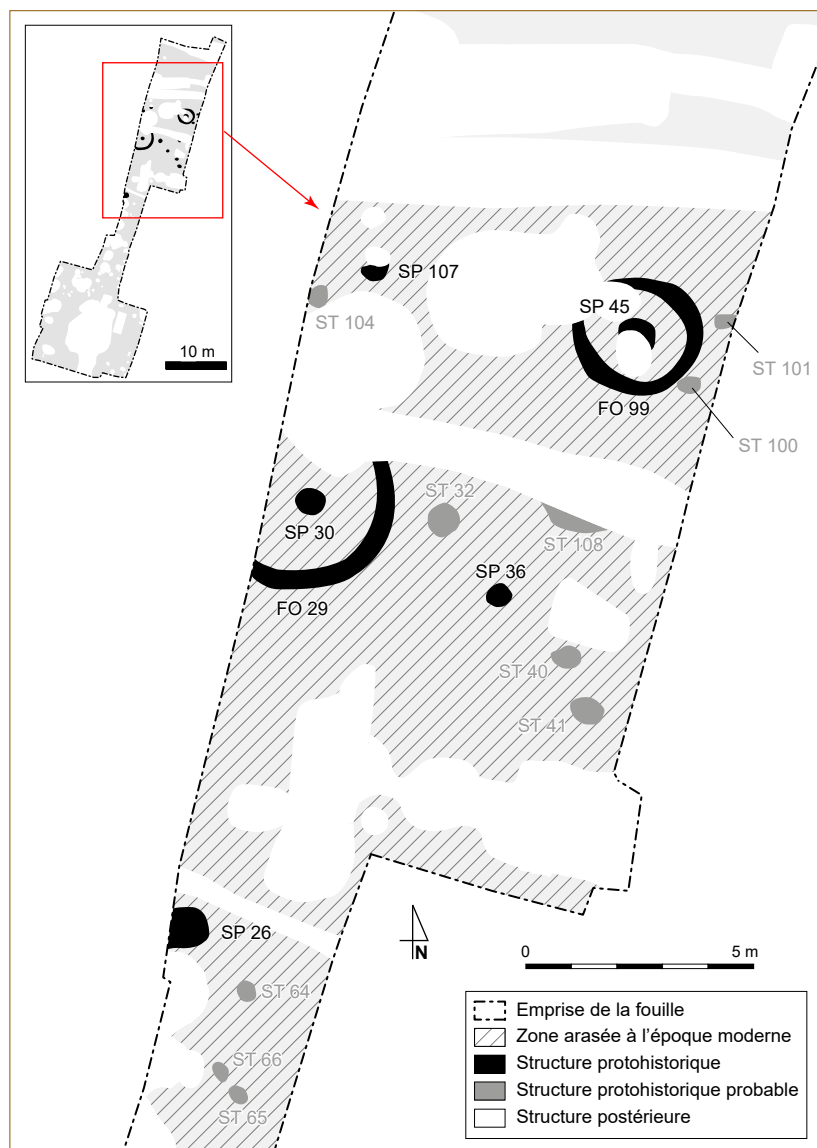 10 m
SP 107
ST 104
SP 45
ST 101
FO 99
ST 100
ST 32
SP 30
ST 108
SP 36
FO 29
ST 40
ST 41
SP 26
N
0 5 m
ST 64
ST 66
ST 65
Emprise de la fouille
Zone arasée à l'époque moderne
Structure protohistorique
Structure protohistorique probable
Structure postérieure